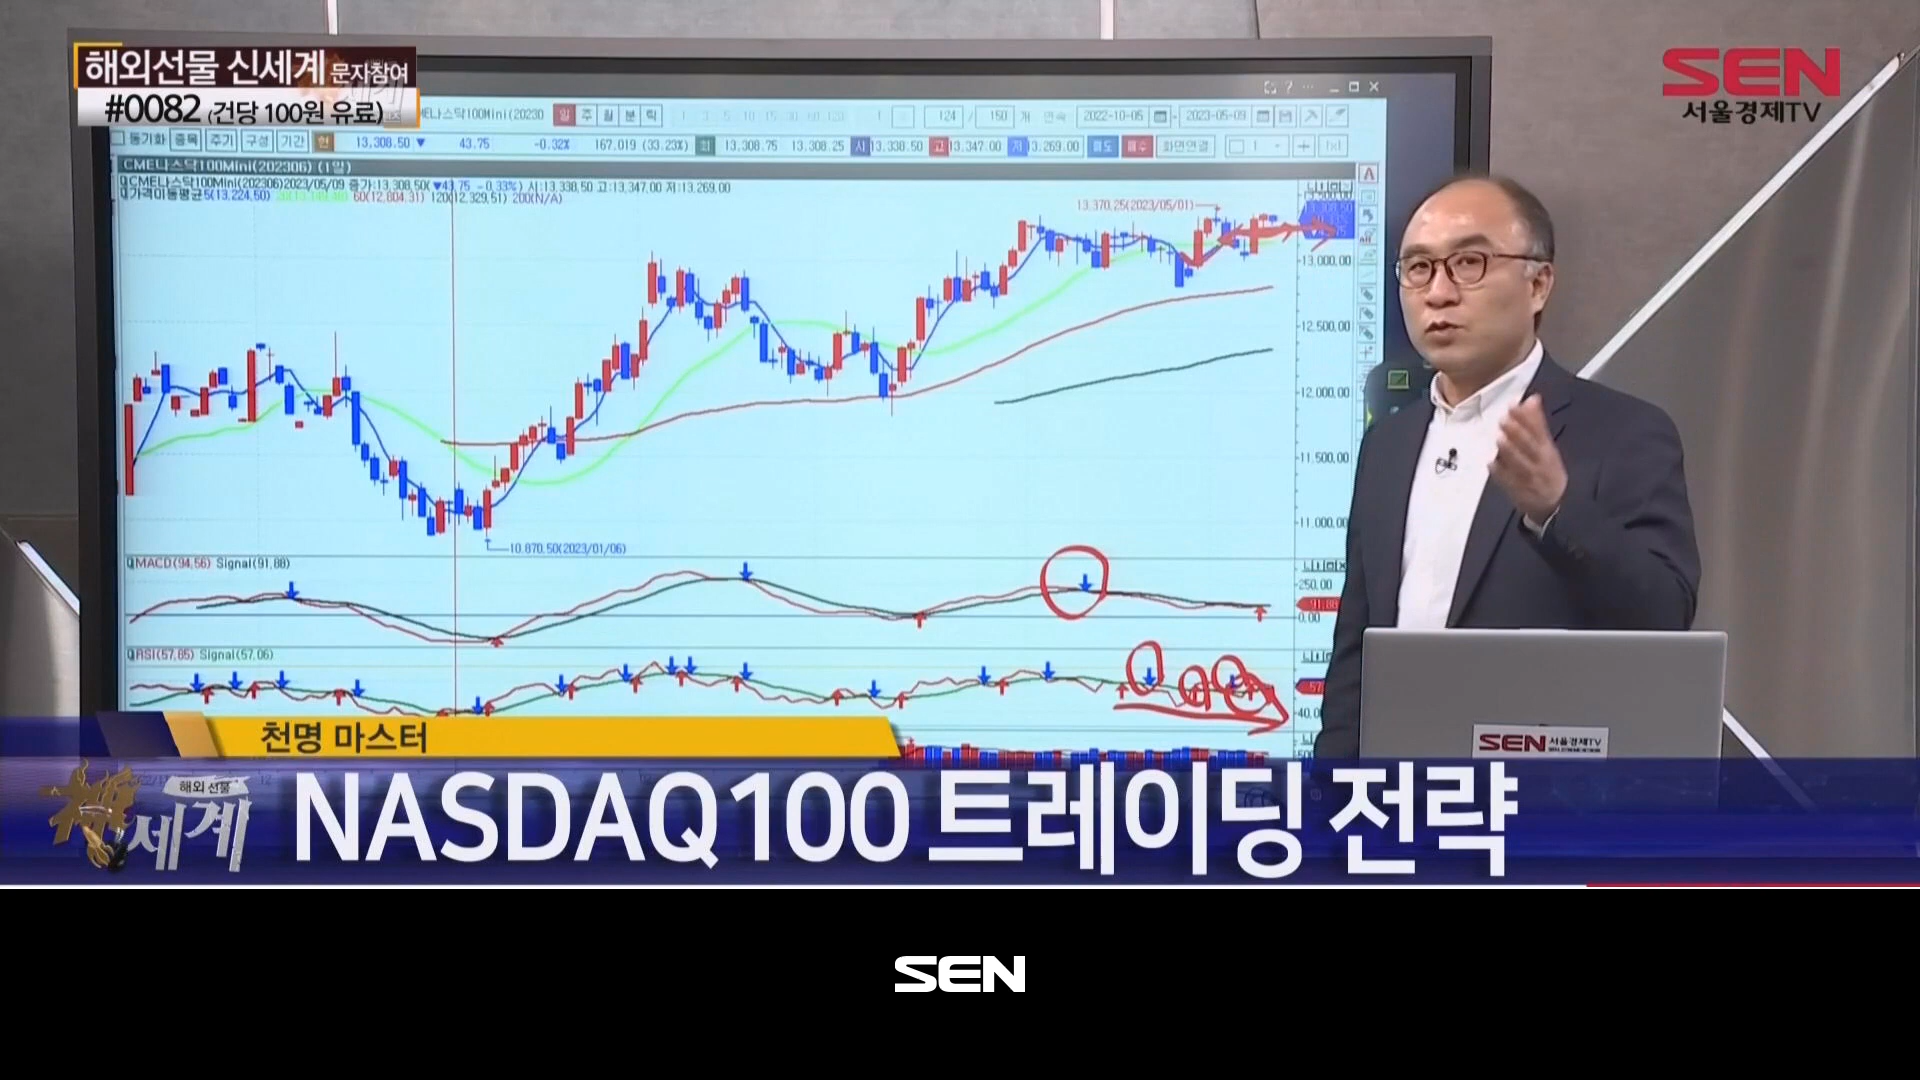 해외선물 신세계 문자참여
#0082 (건당 100원 유료)
SEN
서울경제TV
ME나스닥100Mini(20230
일 주 월 분 틱
124 / 150 개 연속 2022-10-05 - 2023-05-09
동기화 종목 주기 구성 기간 현 13,308.50 ▼ 43.75 -0.32% 167,019 (33.23%) 13,308.75 13,308.25 시 13,338.50 고 13,347.00 저 13,269.00 매도 매수 화면연결
CME나스닥100Mini(202306) (1일)
CME나스닥100Mini(202306)2023/05/09 종가:13,308.50(▼43.75 -0.33%) 시:13,338.50 고:13,347.00 저:13,269.00
가격이동평균5(13,224.50) 60(12,804.31) 120(12,329.51) 200(N/A)
13,370.25(2023/05/01)
13,000.00
12,500.00
12,000.00
11,500.00
11,000.00
10,870.50(2023/01/06)
MACD(94.56) Signal(91.88)
250.00
91.88
0.00
RSI(57.85) Signal(57.06)
40.0
천명 마스터
해외 선물
神세계
NASDAQ100 트레이딩 전략
SEN 서울경제TV
SEN